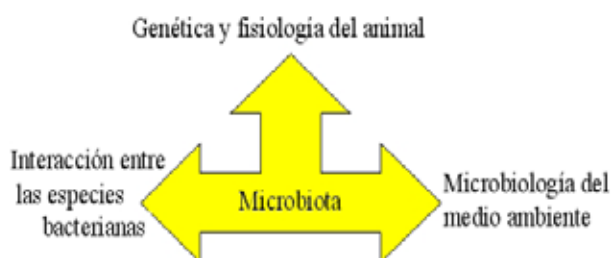 Genética y fisiología del animal
Interacción entre
las especies
bacterianas
Microbiota
Microbiología del
medio ambiente